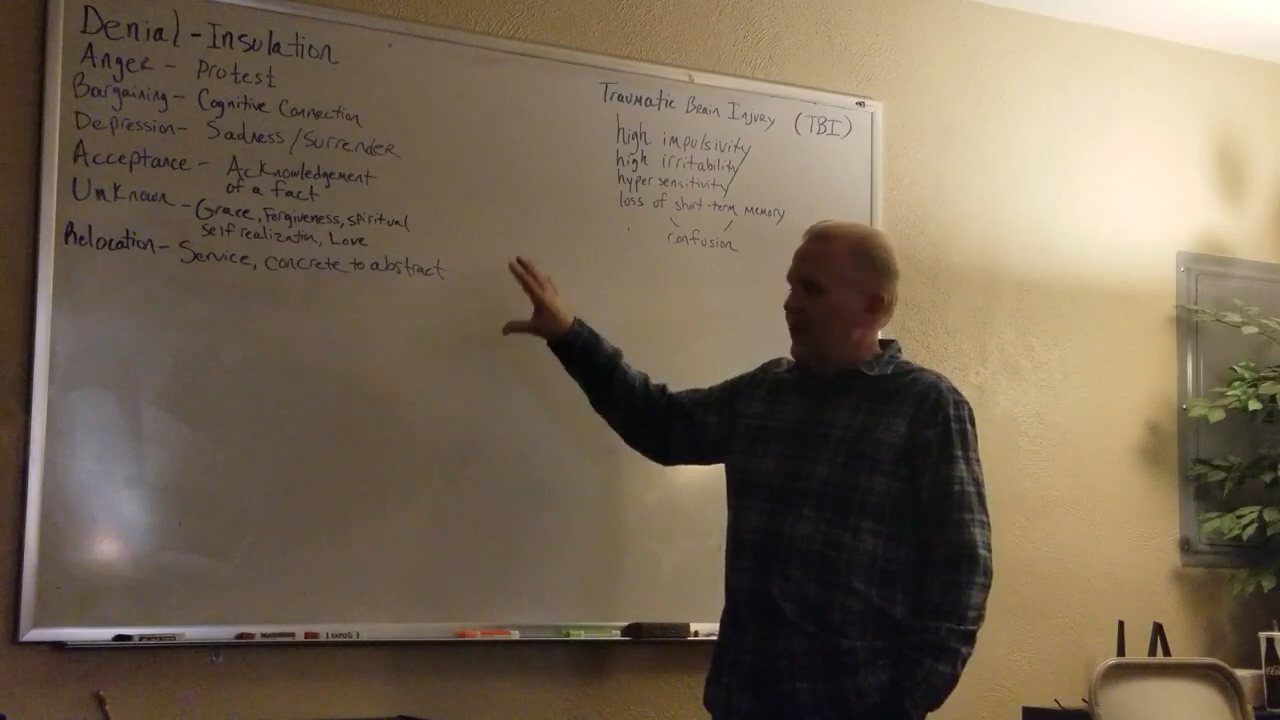 Denial - Insulation
Anger - Protest
Bargaining - Cognitive Connection
Depression - Sadness / Surrender
Acceptance - Acknowledgement
of a fact
Unknown - Grace, Forgiveness, spiritual
Self realization, Love
Relocation - Service, concrete to abstract
Traumatic Brain Injury (TBI)
high impulsivity
high irritability
hyper sensitivity
loss of short-term memory
confusion
EXPO